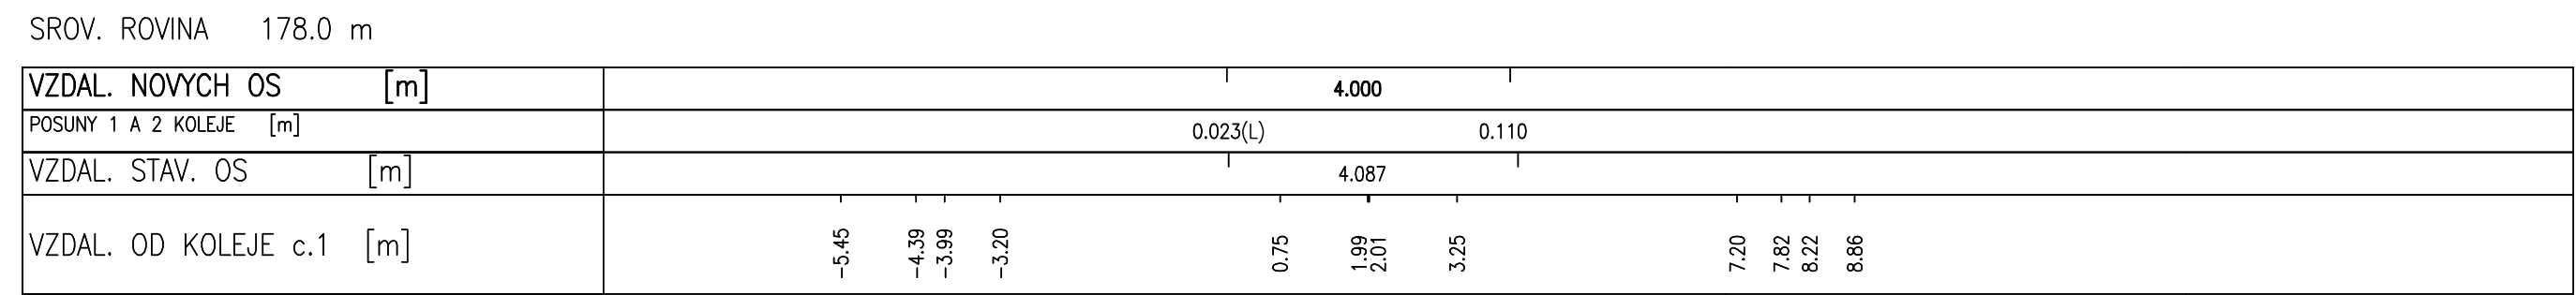 SROV. ROVINA 178.0 m
VZDAL. NOVYCH OS [m] 4.000
POSUNY 1 A 2 KOLEJE [m] 0.023(L) 0.110
VZDAL. STAV. OS [m] 4.087
VZDAL. OD KOLEJE c.1 [m] -5.45 -4.39 -3.99 -3.20 0.75 1.99 2.01 3.25 7.20 7.82 8.22 8.86